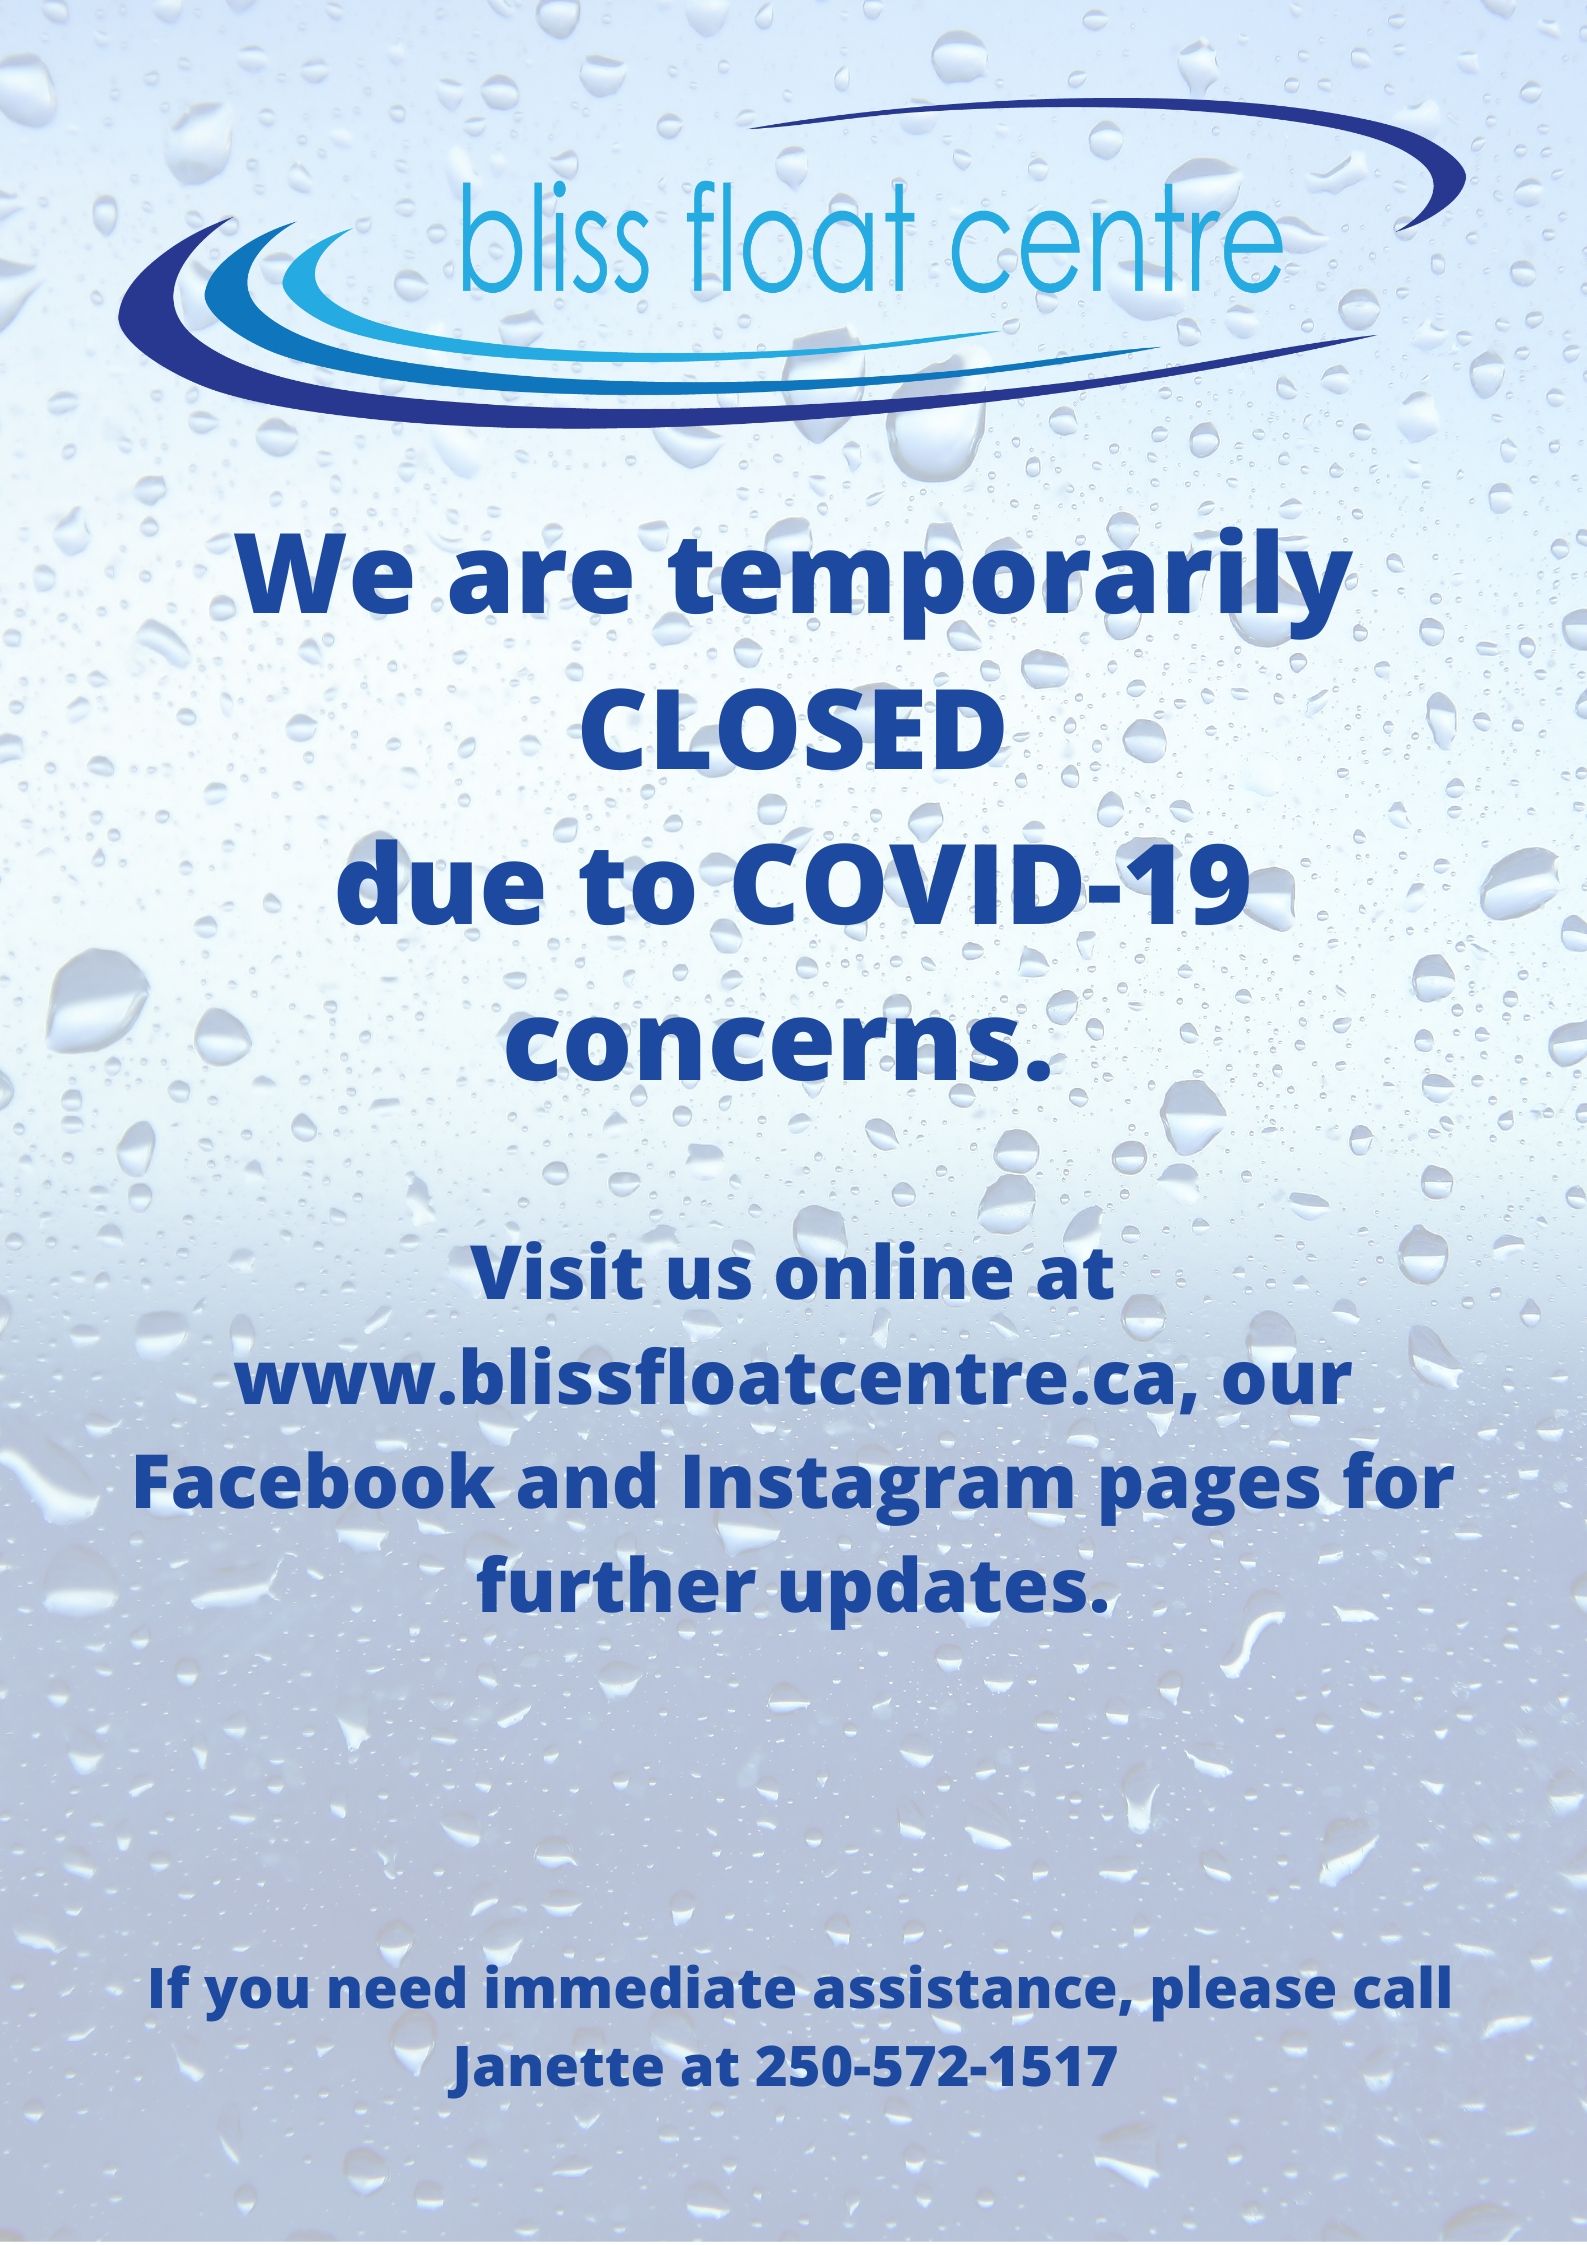 bliss float centre
We are temporarily
CLOSED
due to COVID-19
concerns.
Visit us online at
www.blissfloatcentre.ca, our
Facebook and Instagram pages for
further updates.
If you need immediate assistance, please call
Janette at 250-572-1517